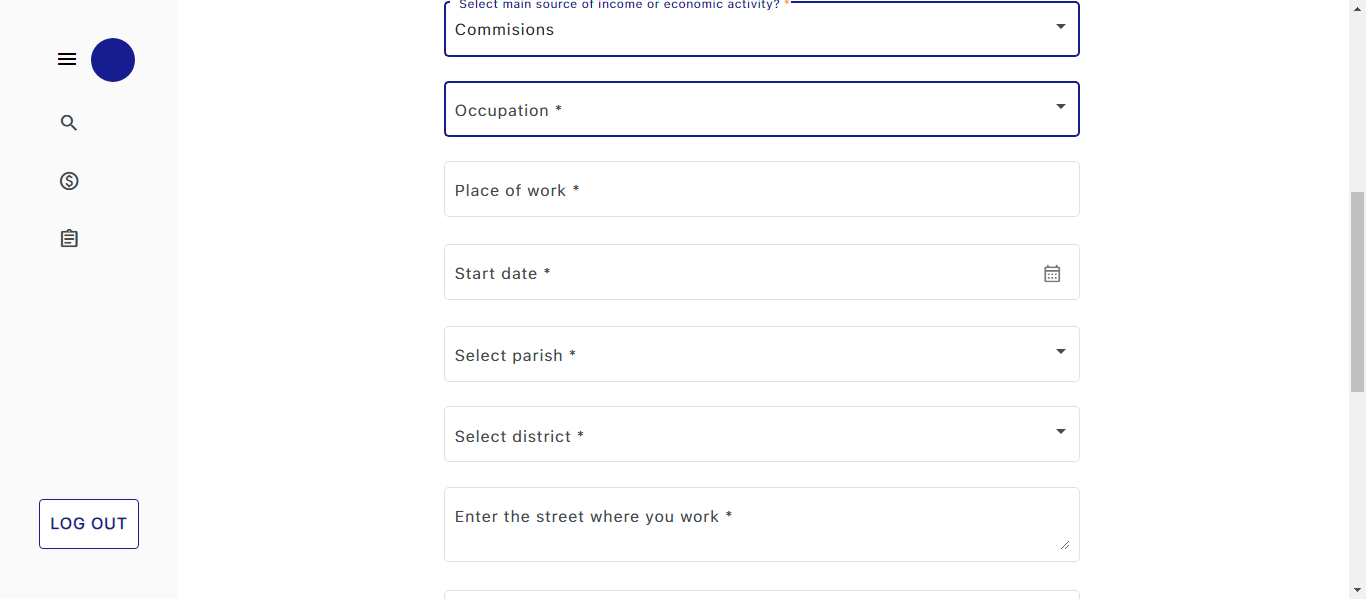 Select main source of income or economic activity? *
Commisions
Occupation *
Place of work *
Start date *
Select parish *
Select district *
Enter the street where you work *
LOG OUT